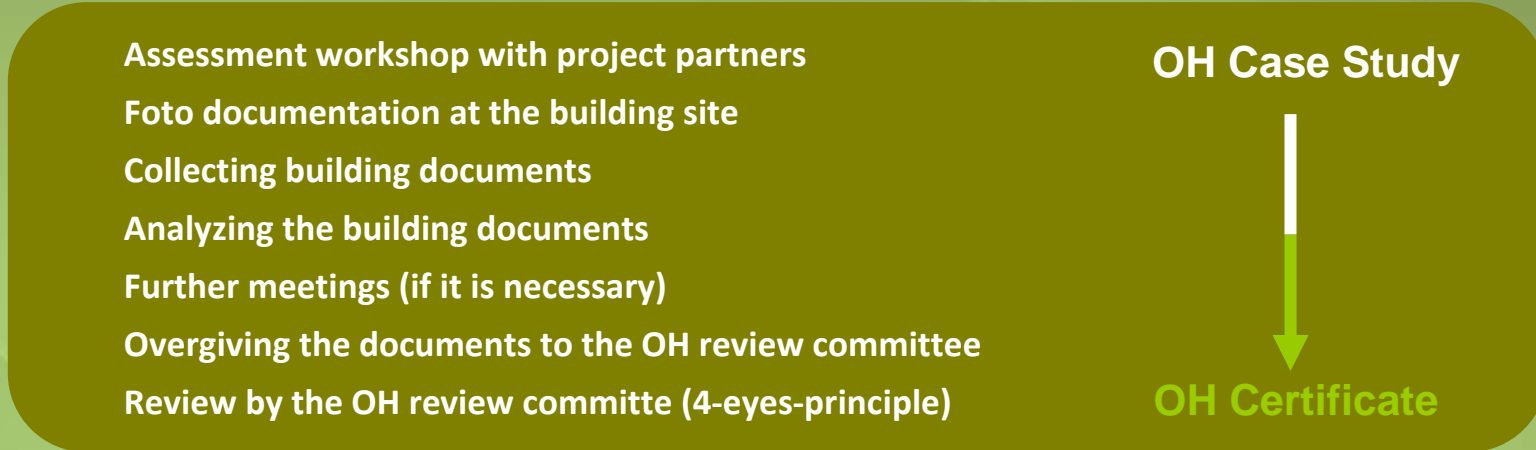 Assessment workshop with project partners
Foto documentation at the building site
Collecting building documents
Analyzing the building documents
Further meetings (if it is necessary)
Overgiving the documents to the OH review committee
Review by the OH review committe (4-eyes-principle)
OH Case Study
OH Certificate